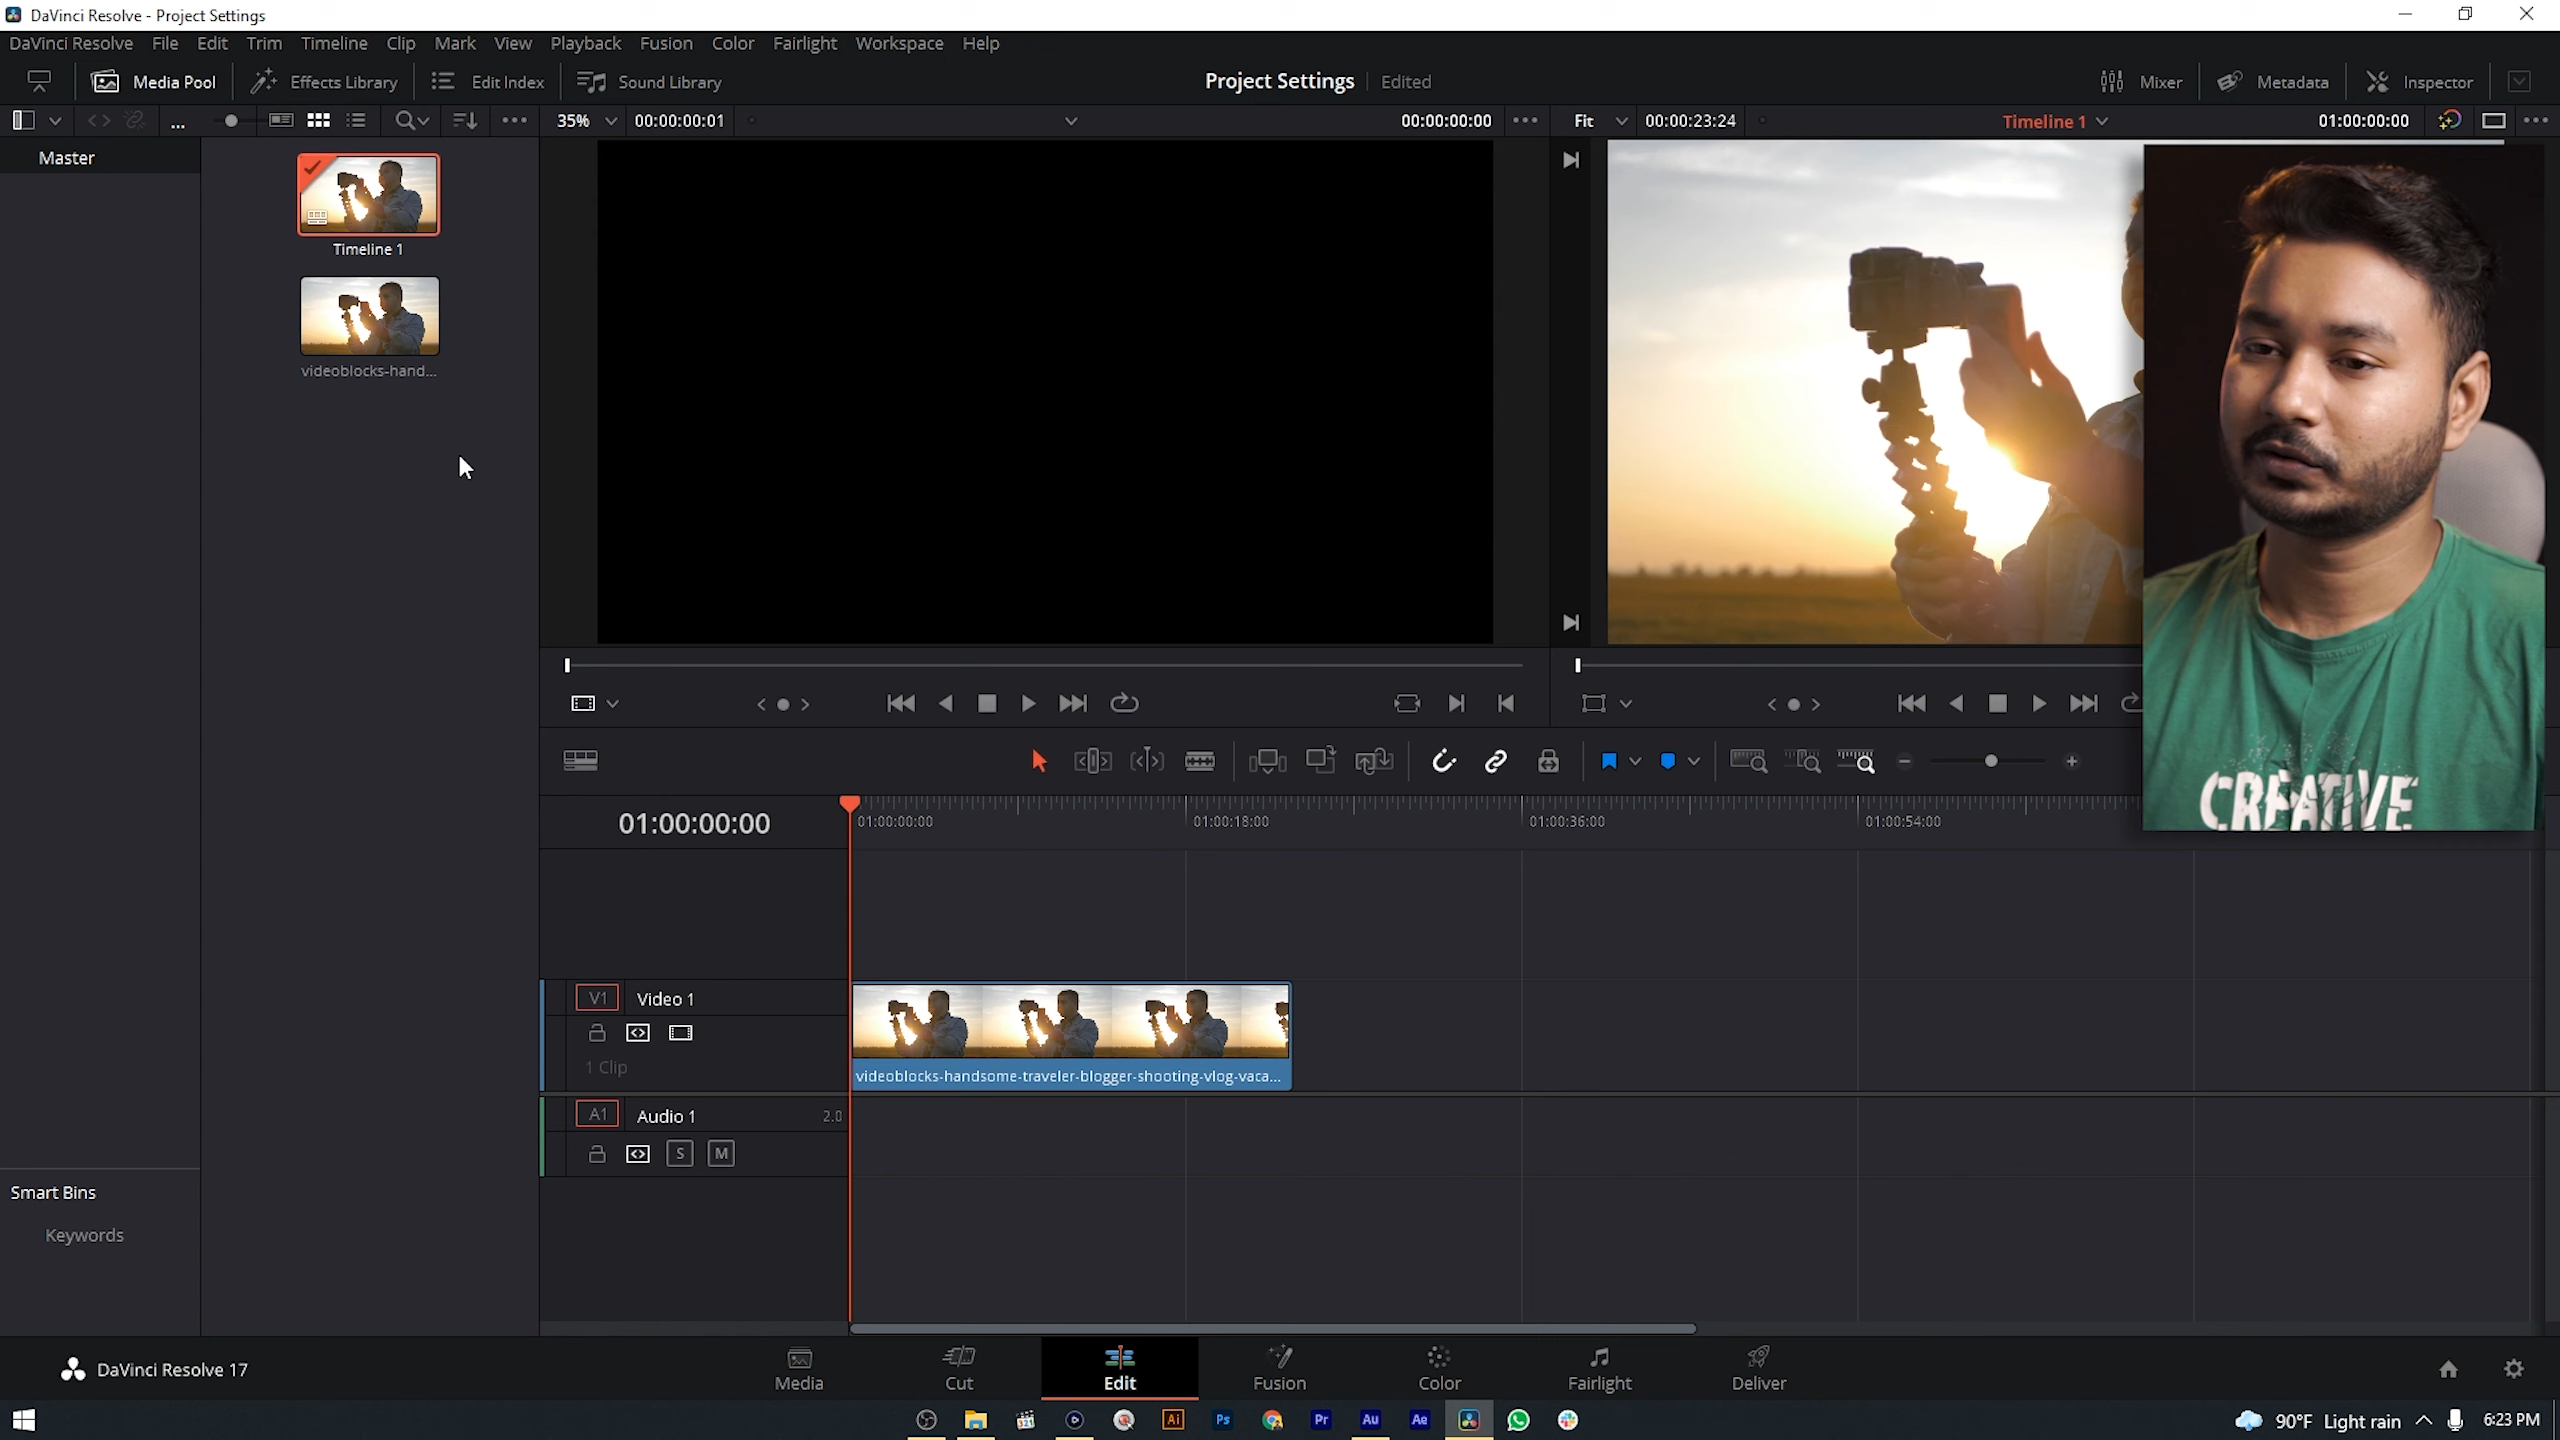 DaVinci Resolve - Project Settings
DaVinci Resolve File Edit Trim Timeline Clip Mark View Playback Fusion Color Fairlight Workspace Help
Media Pool Effects Library Edit Index Sound Library Project Settings Edited Mixer Metadata Inspector
... 35% 00:00:00:01 00:00:00:00 Fit 00:00:23:24 Timeline 1 01:00:00:00
Master
Timeline 1
videoblocks-hand...
CREATIVE
01:00:00:00
01:00:00:00 01:00:18:00 01:00:36:00 01:00:54:00
V1 Video 1
1 Clip
videoblocks-handsome-traveler-blogger-shooting-vlog-vaca...
A1 Audio 1 2.0
S M
Smart Bins
Keywords
DaVinci Resolve 17
Media Cut Edit Fusion Color Fairlight Deliver
321 Ai Ps Pr Au Ae
90°F Light rain 6:23 PM